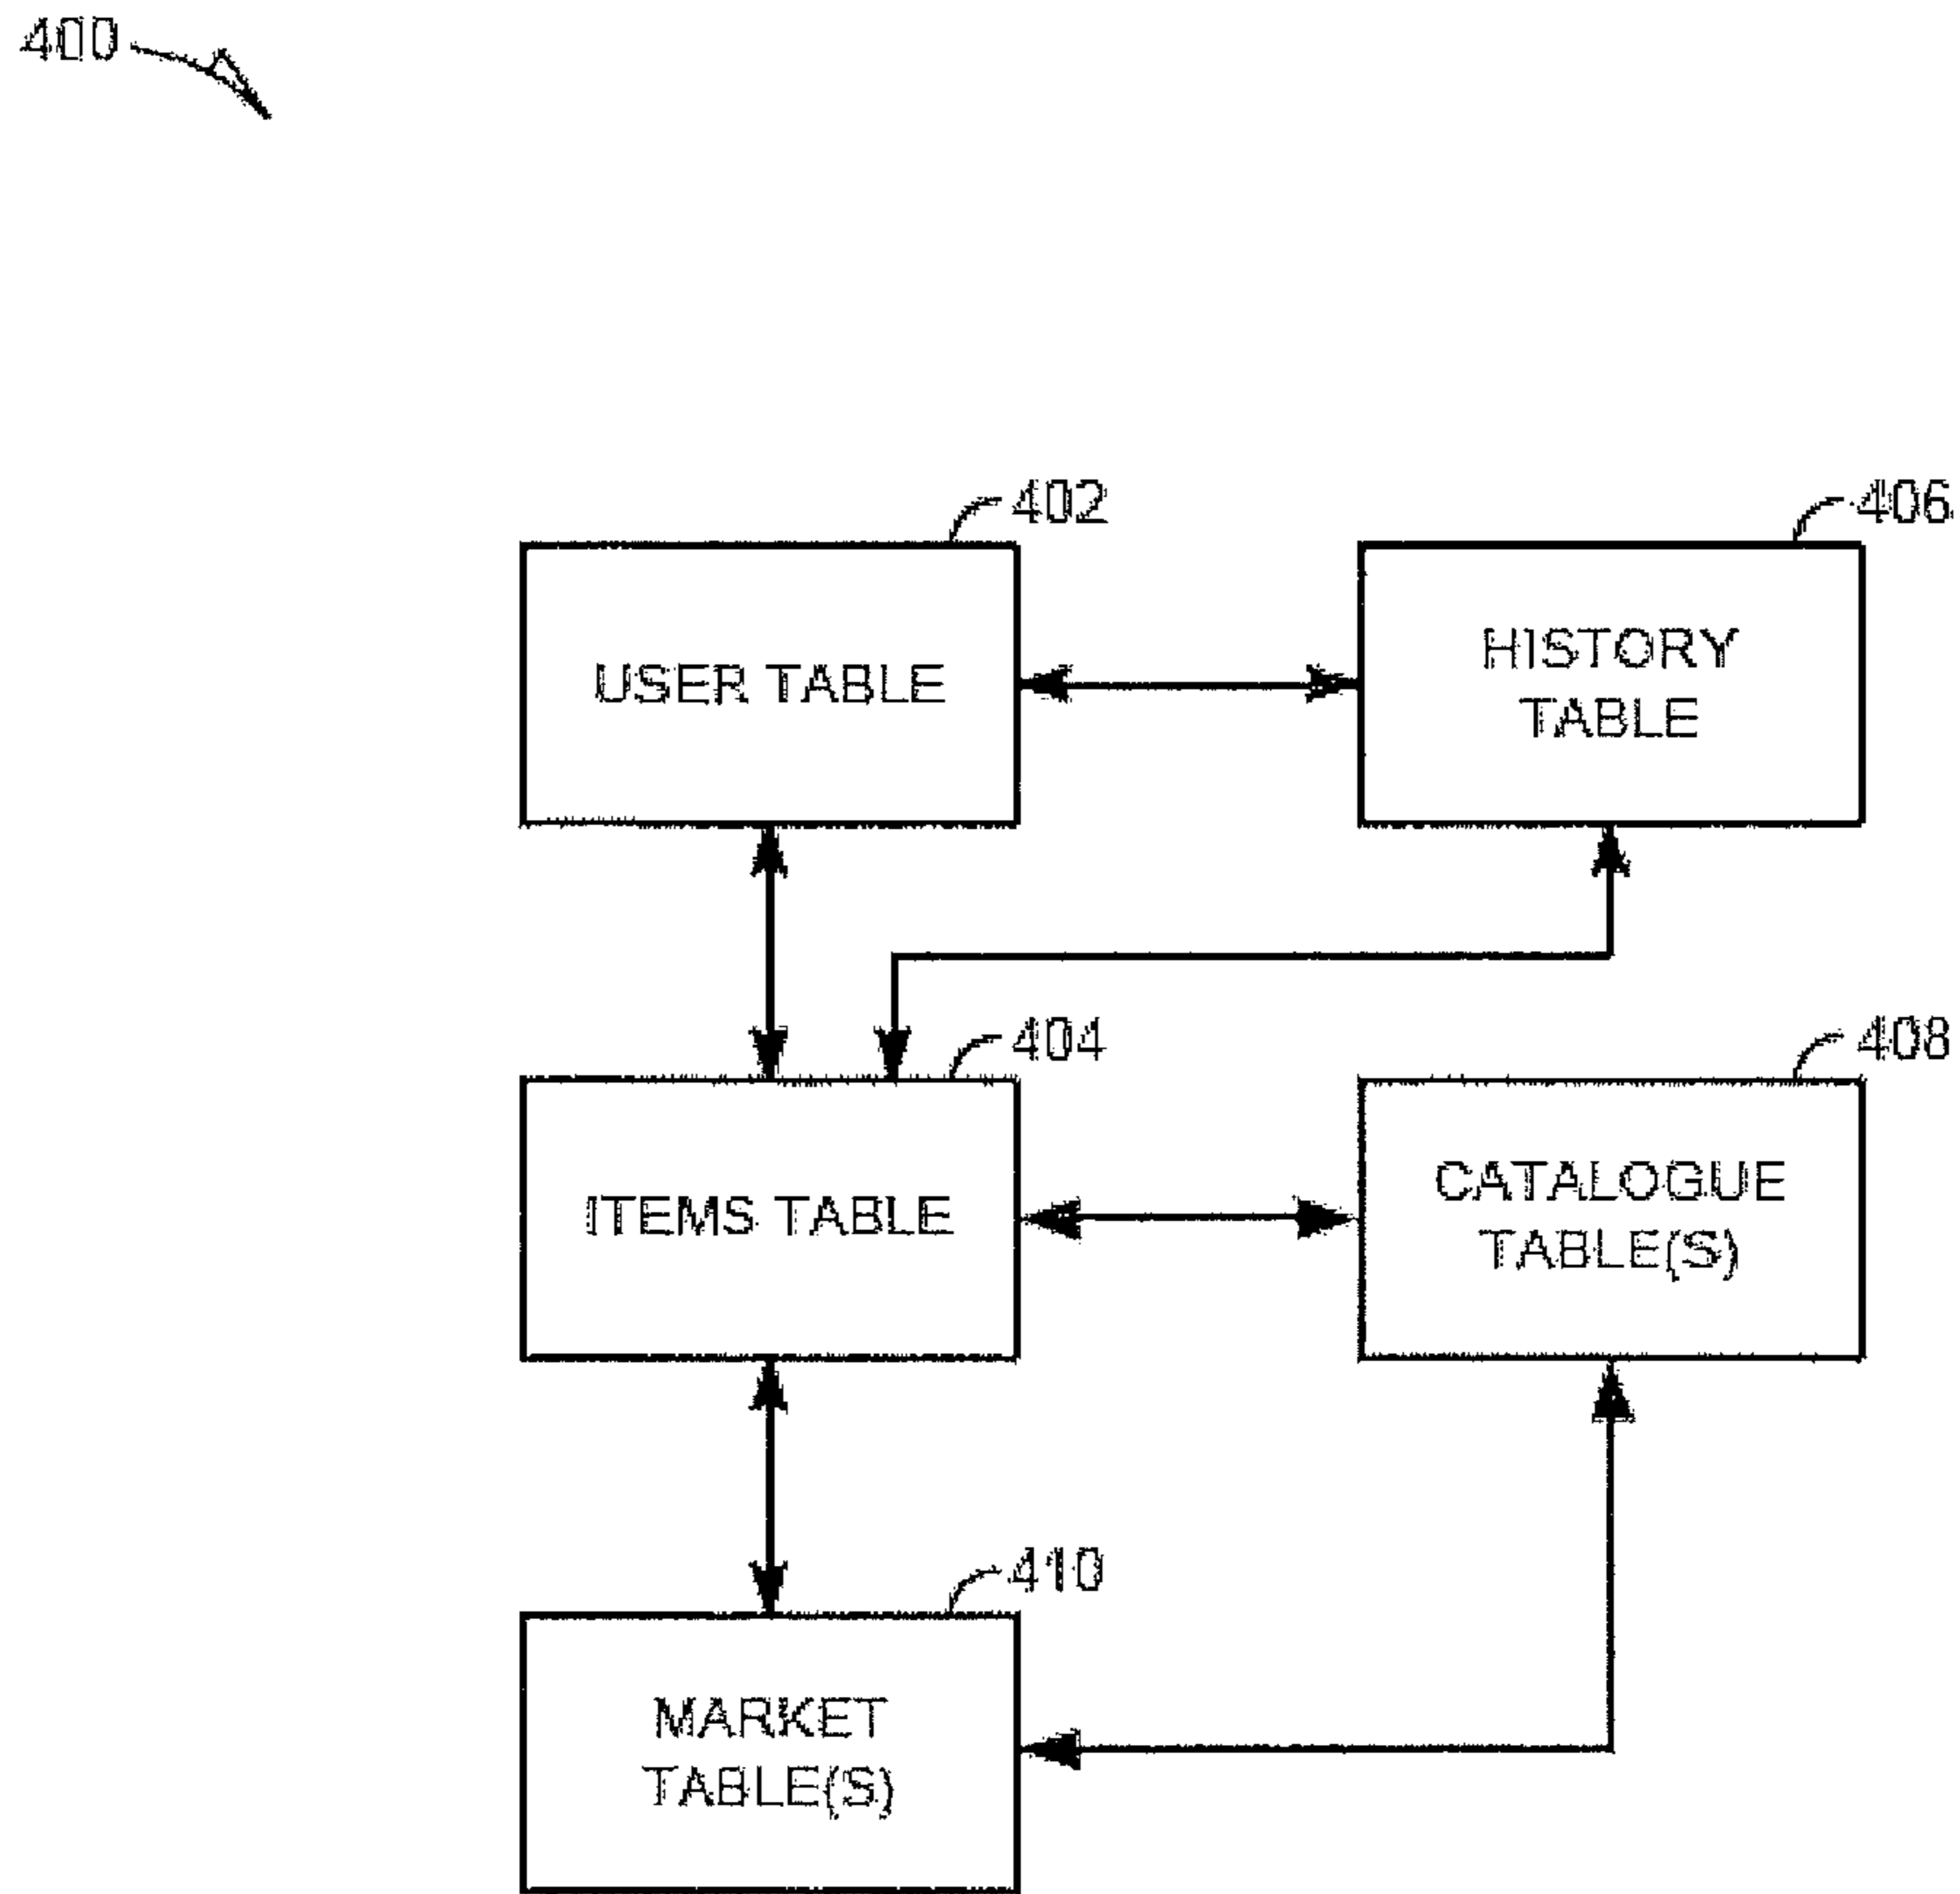 400
402
406
USER TABLE
HISTORY
TABLE
404
408
ITEMS TABLE
CATALOGUE
TABLE(S)
410
MARKET
TABLE(S)